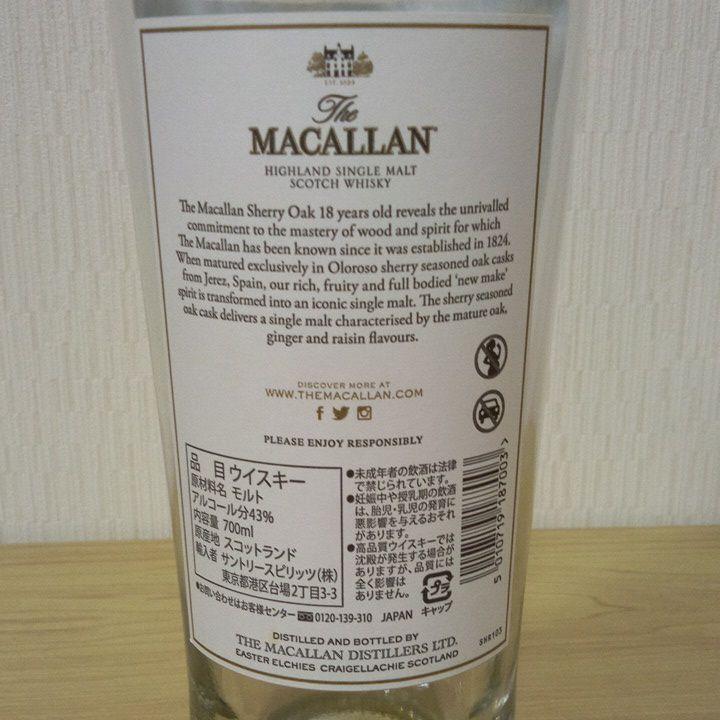 EST. 1824
The
MACALLAN
HIGHLAND SINGLE MALT
SCOTCH WHISKY
The Macallan Sherry Oak 18 years old reveals the unrivalled
commitment to the mastery of wood and spirit for which
The Macallan has been known since it was established in 1824.
When matured exclusively in Oloroso sherry seasoned oak casks
from Jerez, Spain, our rich, fruity and full bodied ‘new make’
spirit is transformed into an iconic single malt. The sherry seasoned
oak cask delivers a single malt characterised by the mature oak,
ginger and raisin flavours.
DISCOVER MORE AT
WWW.THEMACALLAN.COM
PLEASE ENJOY RESPONSIBLY
品 目 ウイスキー
原材料名 モルト
アルコール分43%
内容量 700ml
原産地 スコットランド
輸入者 サントリースピリッツ(株)
東京都港区台場2丁目3-3
●未成年者の飲酒は法律
で禁じられています。
●妊娠中や授乳期の飲酒
は、胎児・乳児の発育に
悪影響を与えるおそれ
があります。
●高品質ウイスキーでは
沈殿が発生する場合が
ありますが、品質には
全く影響は
ありません。
プラ
キャップ
5 010719 187003 >
●お問い合わせはお客様センター 0120-139-310 JAPAN
DISTILLED AND BOTTLED BY
THE MACALLAN DISTILLERS LTD.
EASTER ELCHIES CRAIGELLACHIE SCOTLAND
SHR103